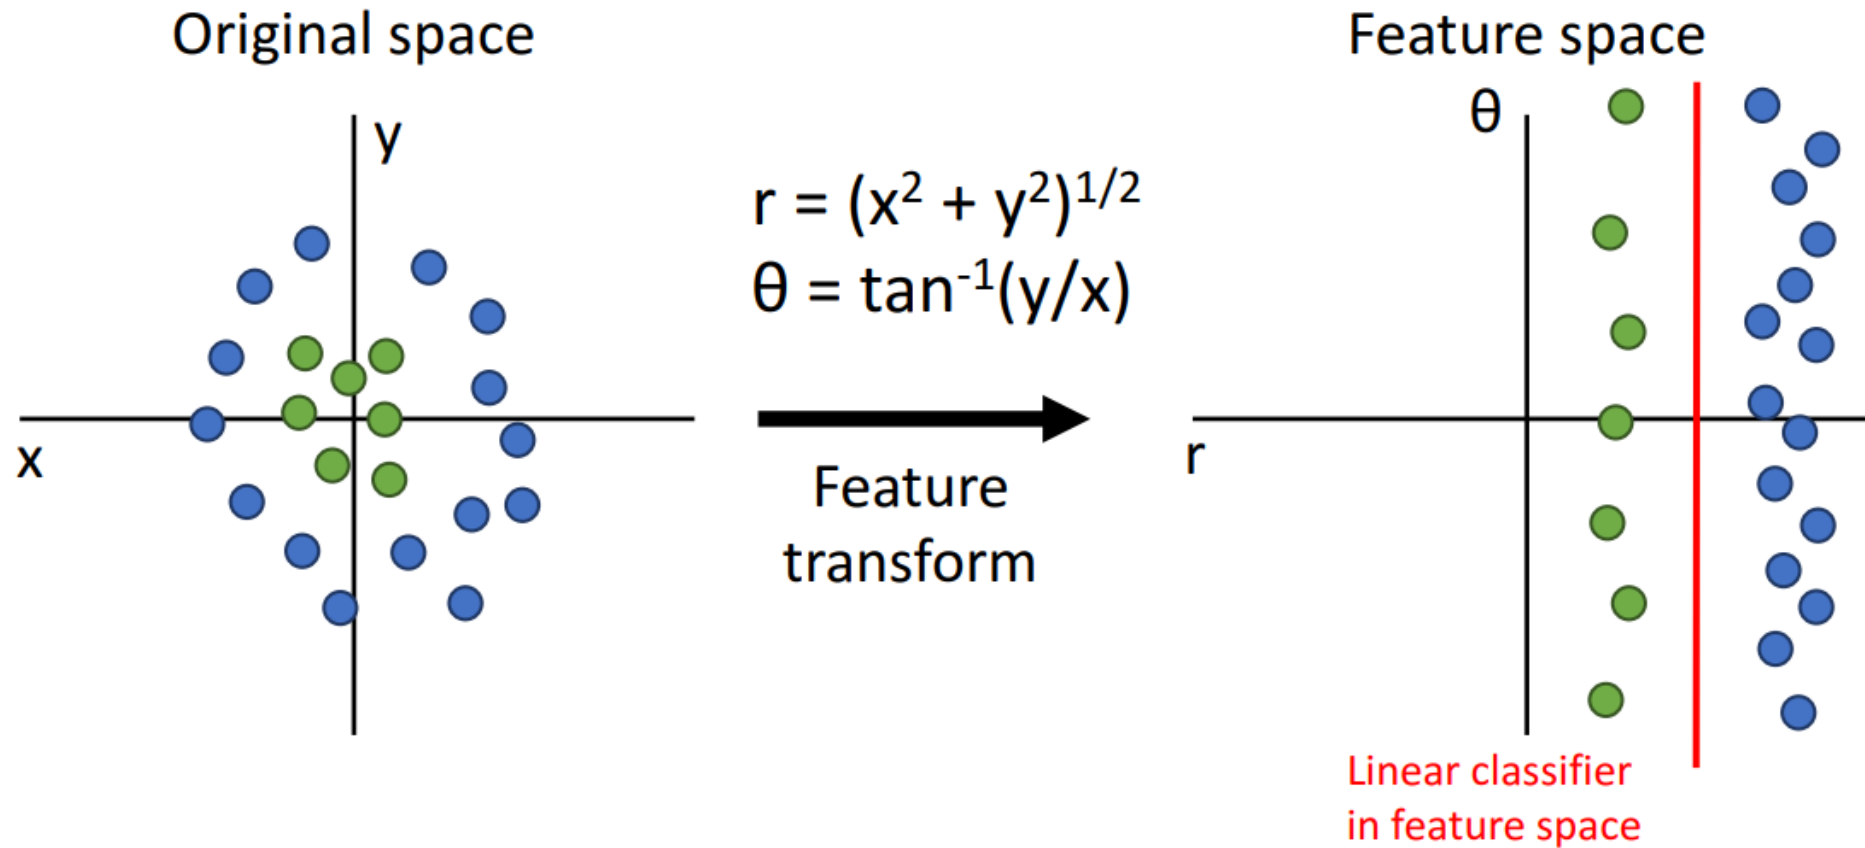 Original space
y
x
r = (x² + y²)¹/²
θ = tan⁻¹(y/x)
Feature
transform
Feature space
θ
r
Linear classifier
in feature space